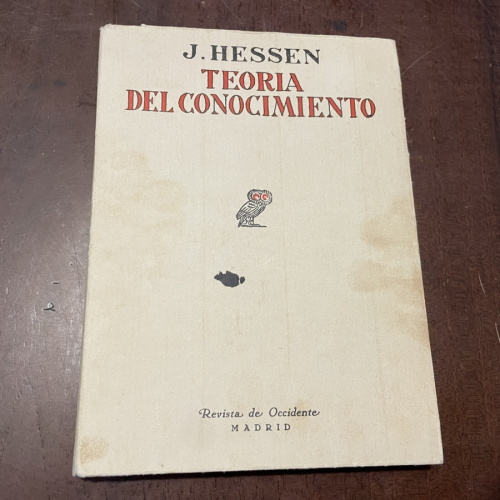 J. HESSEN
TEORIA
DEL CONOCIMIENTO
Revista de Occidente
MADRID